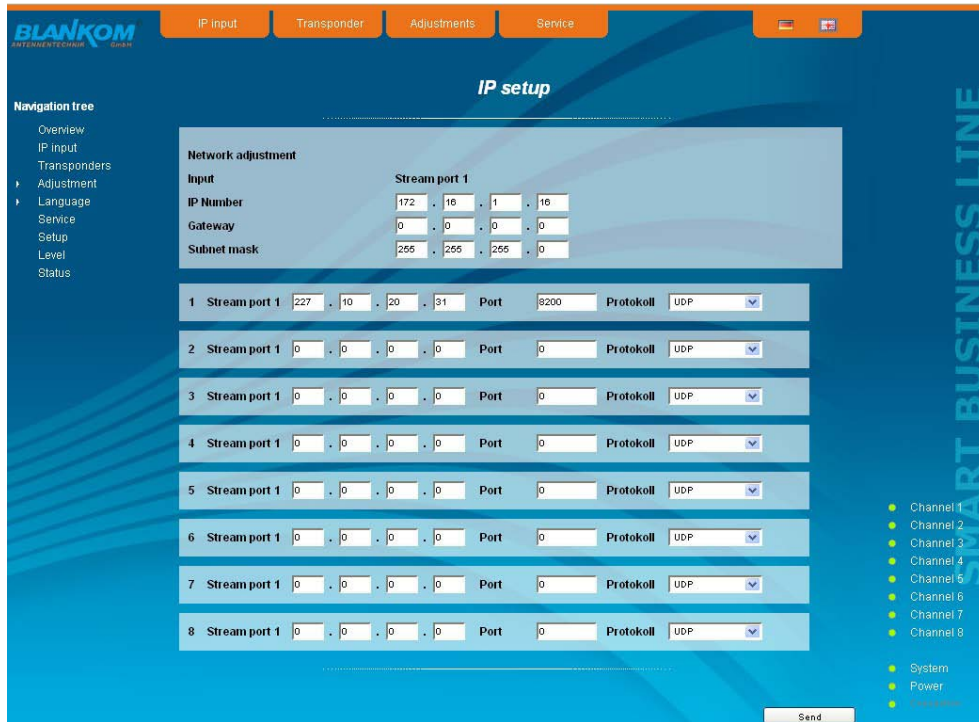 BLANKOM
ANTENNENTECHNIK GmbH
IP input Transponder Adjustments Service
IP setup
Navigation tree
Overview
IP input
Transponders
Adjustment
Language
Service
Setup
Level
Status
Network adjustment
Input Stream port 1
IP Number 172 . 16 . 1 . 16
Gateway 0 . 0 . 0 . 0
Subnet mask 255 . 255 . 255 . 0
1 Stream port 1 227 . 10 . 20 . 31 Port 8200 Protokoll UDP
2 Stream port 1 0 . 0 . 0 . 0 Port 0 Protokoll UDP
3 Stream port 1 0 . 0 . 0 . 0 Port 0 Protokoll UDP
4 Stream port 1 0 . 0 . 0 . 0 Port 0 Protokoll UDP
5 Stream port 1 0 . 0 . 0 . 0 Port 0 Protokoll UDP
6 Stream port 1 0 . 0 . 0 . 0 Port 0 Protokoll UDP
7 Stream port 1 0 . 0 . 0 . 0 Port 0 Protokoll UDP
8 Stream port 1 0 . 0 . 0 . 0 Port 0 Protokoll UDP
Send
SMART BUSINESS LINE
Channel 1
Channel 2
Channel 3
Channel 4
Channel 5
Channel 6
Channel 7
Channel 8
System
Power